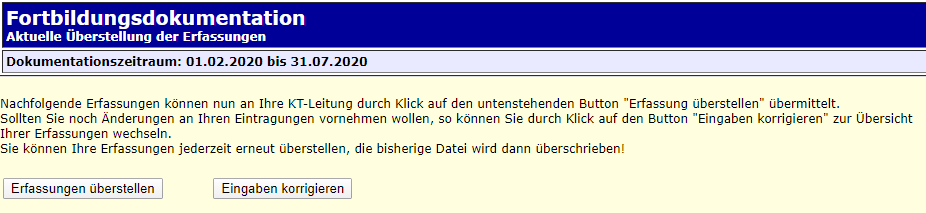 Fortbildungsdokumentation
Aktuelle Überstellung der Erfassungen
Dokumentationszeitraum: 01.02.2020 bis 31.07.2020
Nachfolgende Erfassungen können nun an Ihre KT-Leitung durch Klick auf den untenstehenden Button "Erfassung überstellen" übermittelt.
Sollten Sie noch Änderungen an Ihren Eintragungen vornehmen wollen, so können Sie durch Klick auf den Button "Eingaben korrigieren" zur Übersicht
Ihrer Erfassungen wechseln.
Sie können Ihre Erfassungen jederzeit erneut überstellen, die bisherige Datei wird dann überschrieben!
Erfassungen überstellen Eingaben korrigieren